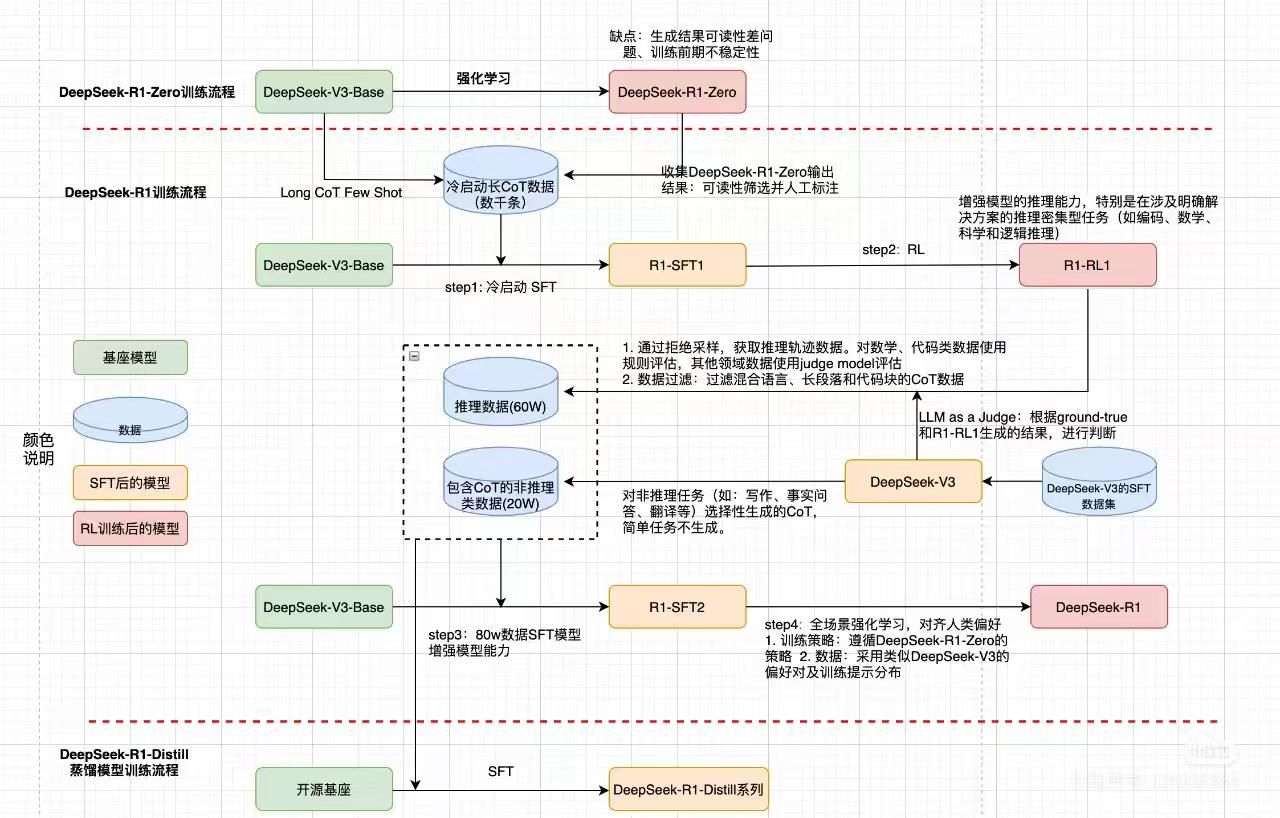 缺点：生成结果可读性差问
题、训练前期不稳定性
DeepSeek-R1-Zero训练流程
DeepSeek-V3-Base
强化学习
DeepSeek-R1-Zero
DeepSeek-R1训练流程
Long CoT Few Shot
冷启动长CoT数据
（数千条）
收集DeepSeek-R1-Zero输出
结果：可读性筛选并人工标注
增强模型的推理能力，特别是在涉及明确解
决方案的推理密集型任务（如编码、数学、
科学和逻辑推理）
DeepSeek-V3-Base
step1: 冷启动 SFT
R1-SFT1
step2: RL
R1-RL1
颜色
说明
基座模型
数据
SFT后的模型
RL训练后的模型
推理数据(60W)
1. 通过拒绝采样，获取推理轨迹数据。对数学、代码类数据使用
规则评估，其他领域数据使用judge model评估
2. 数据过滤：过滤混合语言、长段落和代码块的CoT数据
LLM as a Judge：根据ground-true
和R1-RL1生成的结果，进行判断
包含CoT的非推理
类数据(20W)
DeepSeek-V3
DeepSeek-V3的SFT
数据集
对非推理任务（如：写作、事实问
答、翻译等）选择性生成的CoT，
简单任务不生成。
DeepSeek-V3-Base
step3：80w数据SFT模型
增强模型能力
R1-SFT2
step4：全场景强化学习，对齐人类偏好
1. 训练策略：遵循DeepSeek-R1-Zero的
策略 2. 数据：采用类似DeepSeek-V3的
偏好对及训练提示分布
DeepSeek-R1
DeepSeek-R1-Distill
蒸馏模型训练流程
开源基座
SFT
DeepSeek-R1-Distill系列